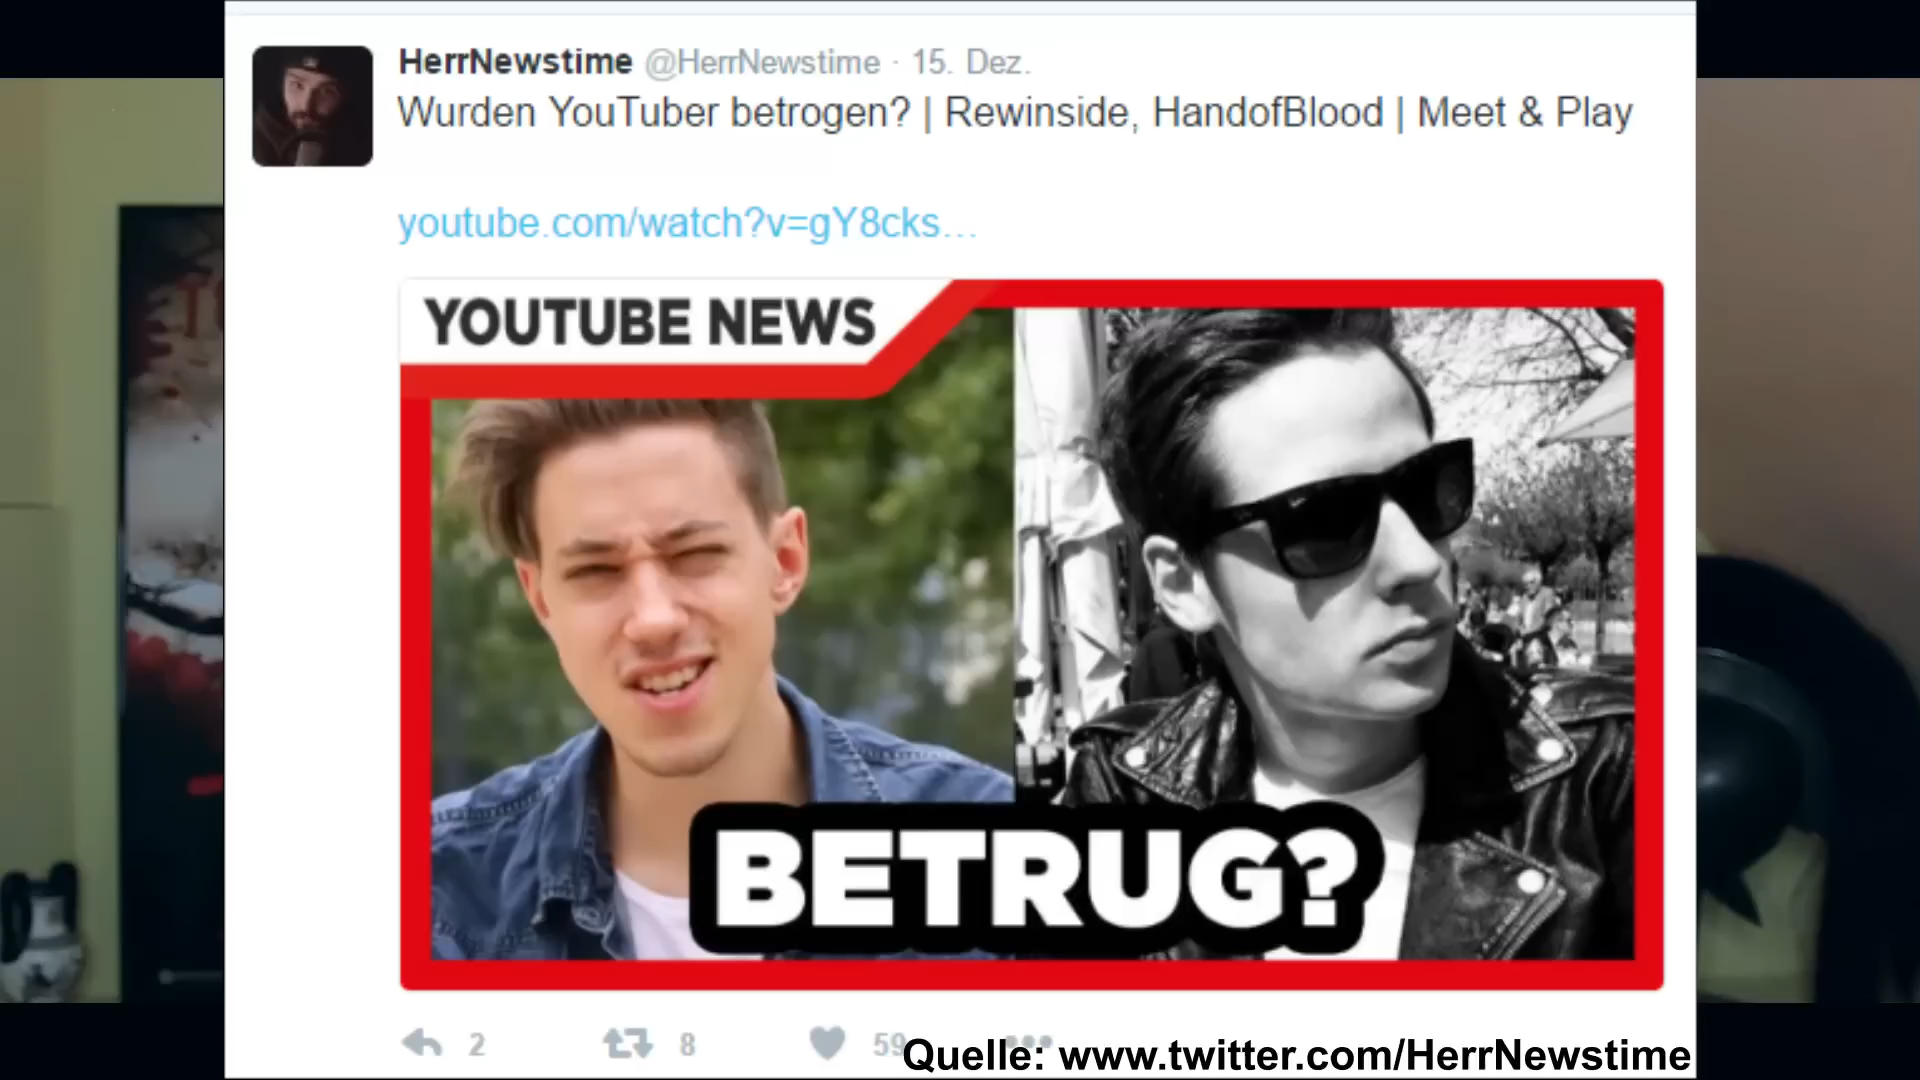 HerrNewstime @HerrNewstime · 15. Dez.
Wurden YouTuber betrogen? | Rewinside, HandofBlood | Meet & Play
youtube.com/watch?v=gY8cks...
YOUTUBE NEWS
BETRUG?
2 8 59
Quelle: www.twitter.com/HerrNewstime